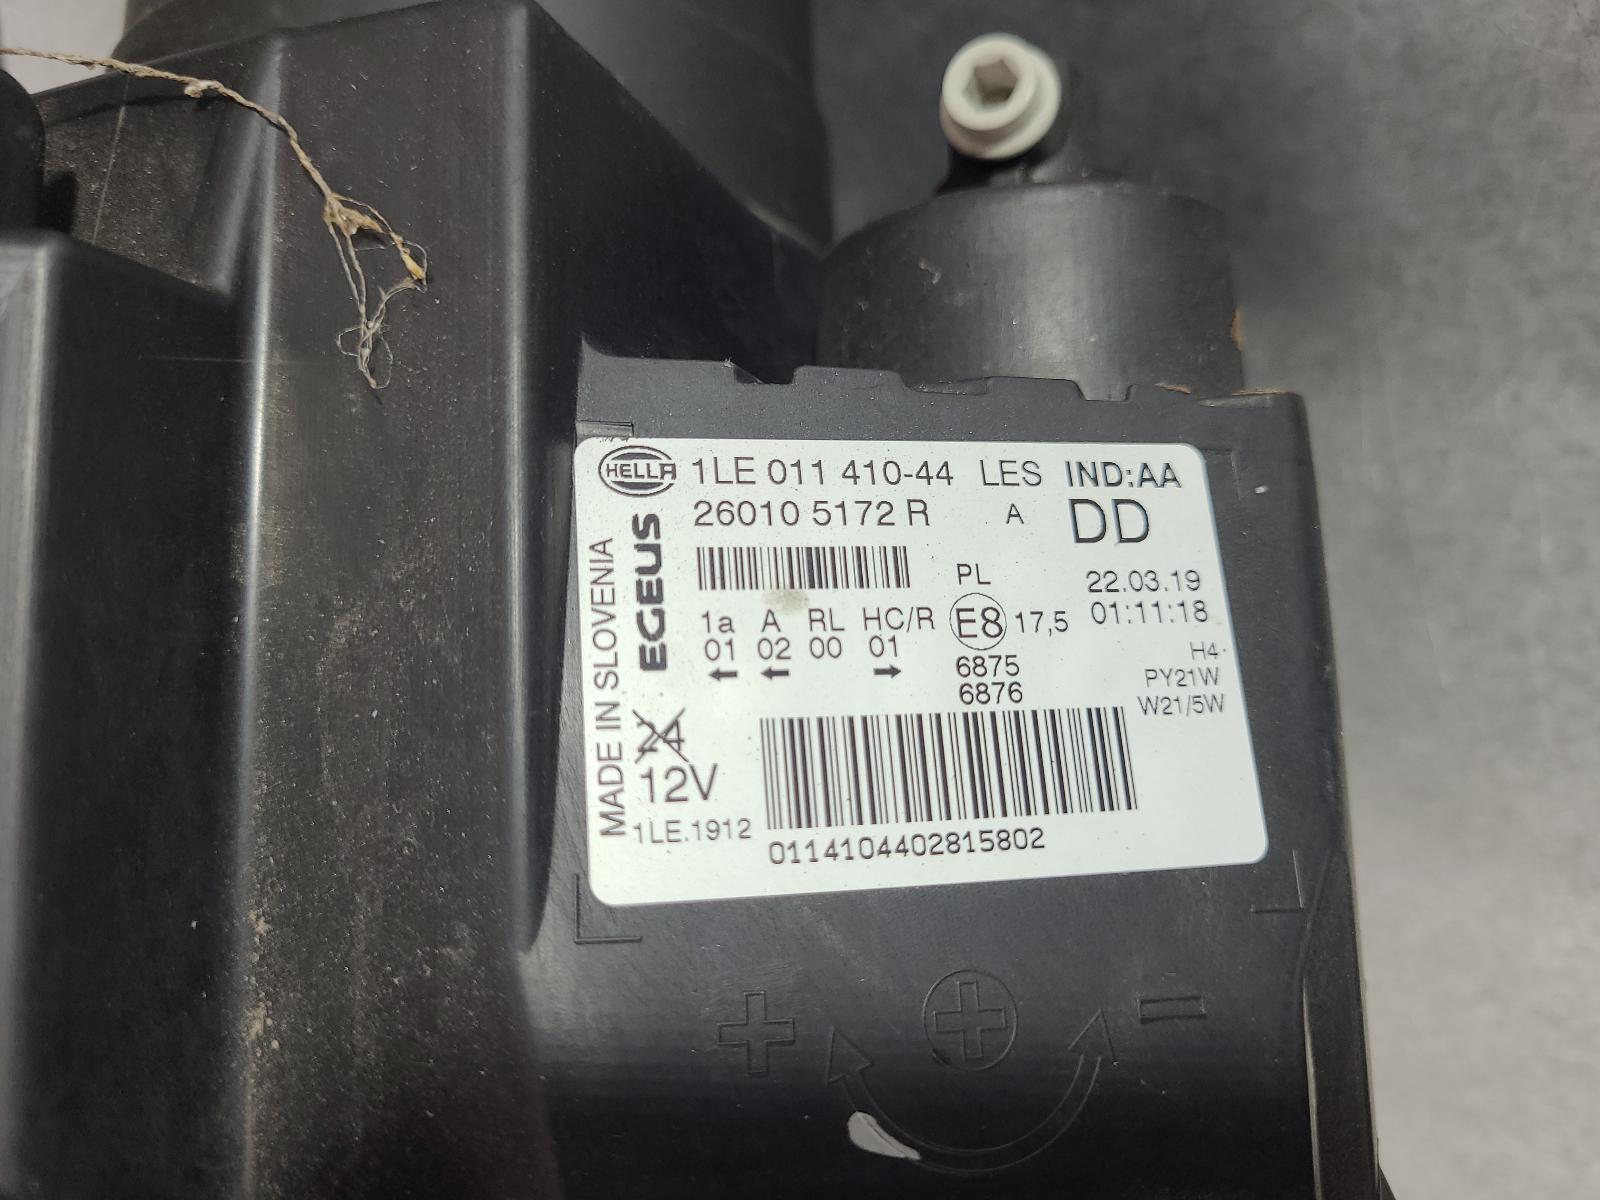 HELLA 1LE 011 410-44 LES IND:AA
26010 5172 R A DD
MADE IN SLOVENIA
EGEUS
PL 22.03.19
1a A RL HC/R E8 17,5 01:11:18
01 02 00 01 6875 H4
← ← → 6876 PY21W
W21/5W
24
12V
1LE.1912
0114104402815802
+ + −